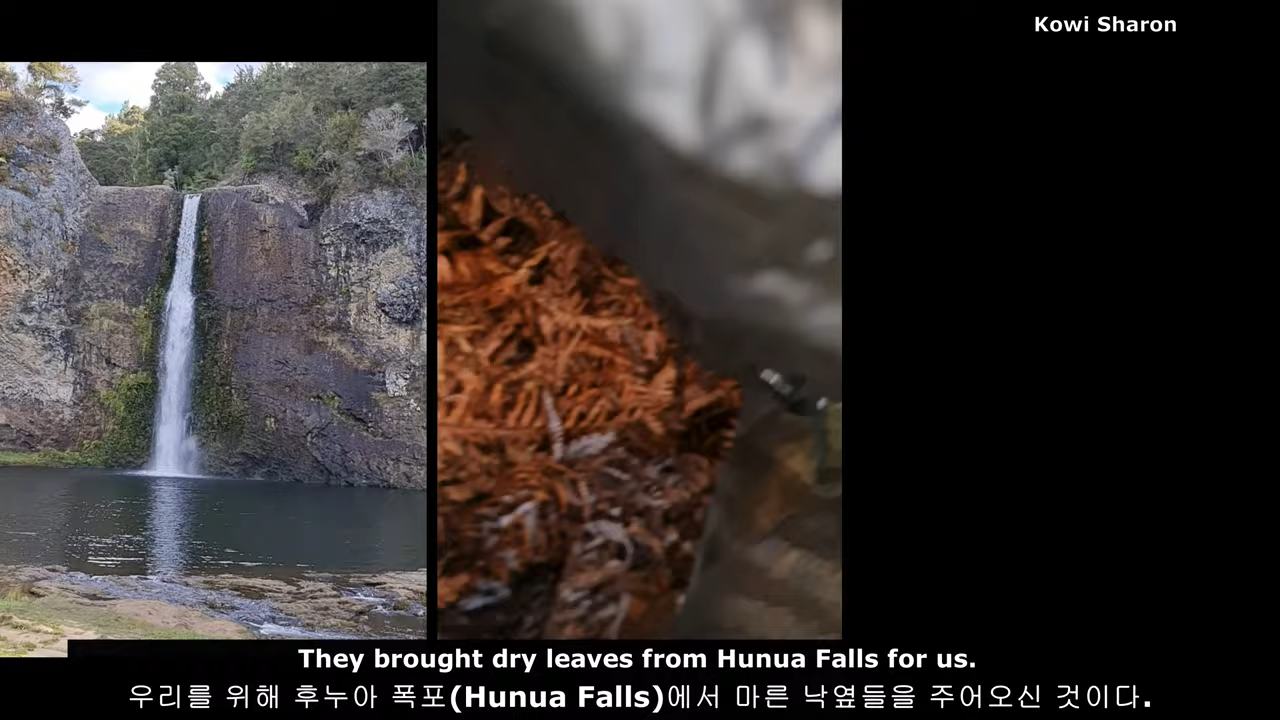 Kowi Sharon
They brought dry leaves from Hunua Falls for us.
우리를 위해 후누아 폭포(Hunua Falls)에서 마른 낙옆들을 주어오신 것이다.